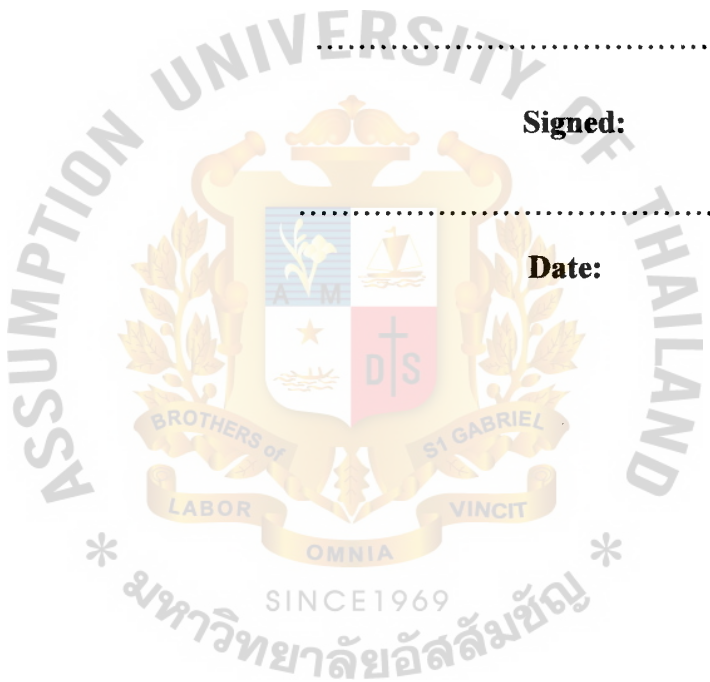 ASSUMPTION UNIVERSITY OF THAILAND
Signed:
Date:
A M
D S
BROTHERS of
S1 GABRIEL
LABOR
OMNIA
VINCIT
SINCE1969
* มหาวิทยาลัยอัสสัมชัญ *